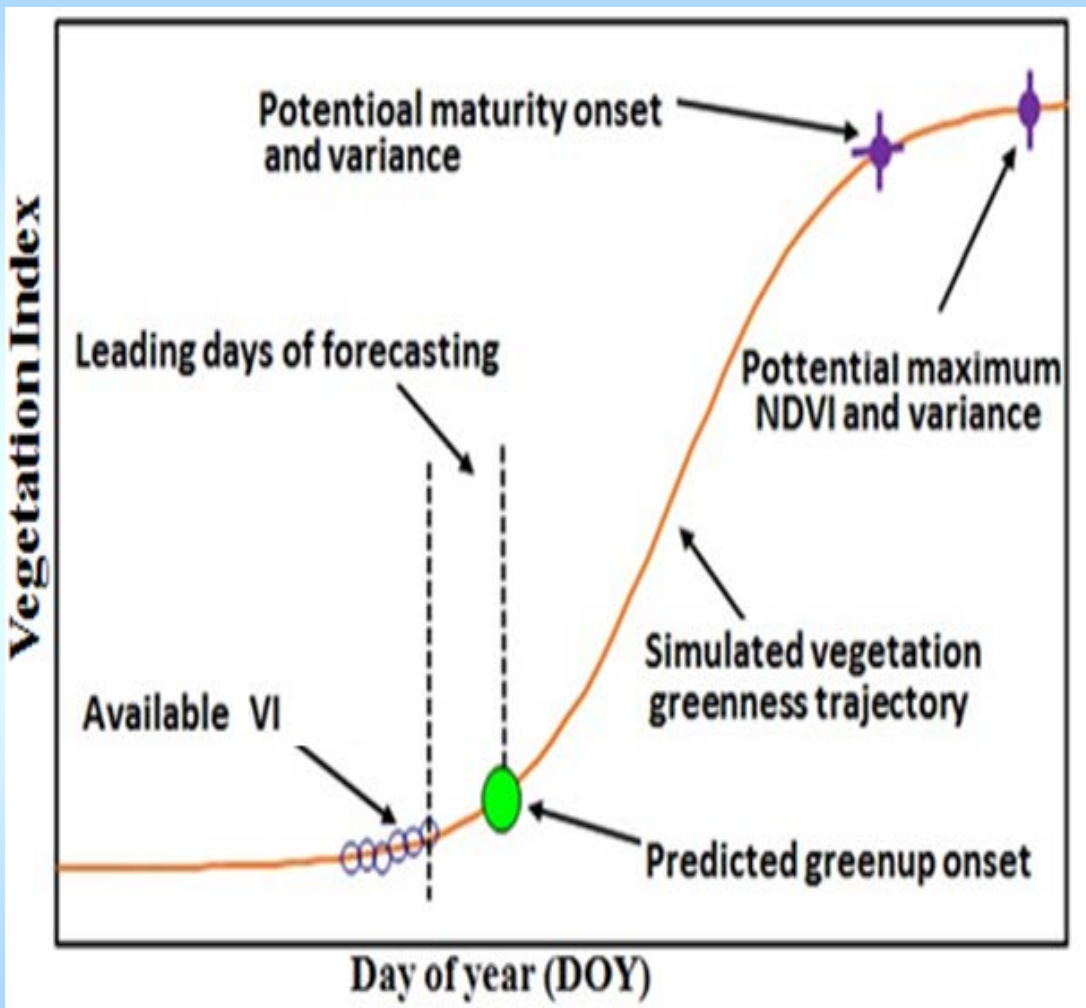 Potentioal maturity onset
and variance
Leading days of forecasting
Pottential maximum
NDVI and variance
Simulated vegetation
greenness trajectory
Available VI
Predicted greenup onset
Vegetation Index
Day of year (DOY)